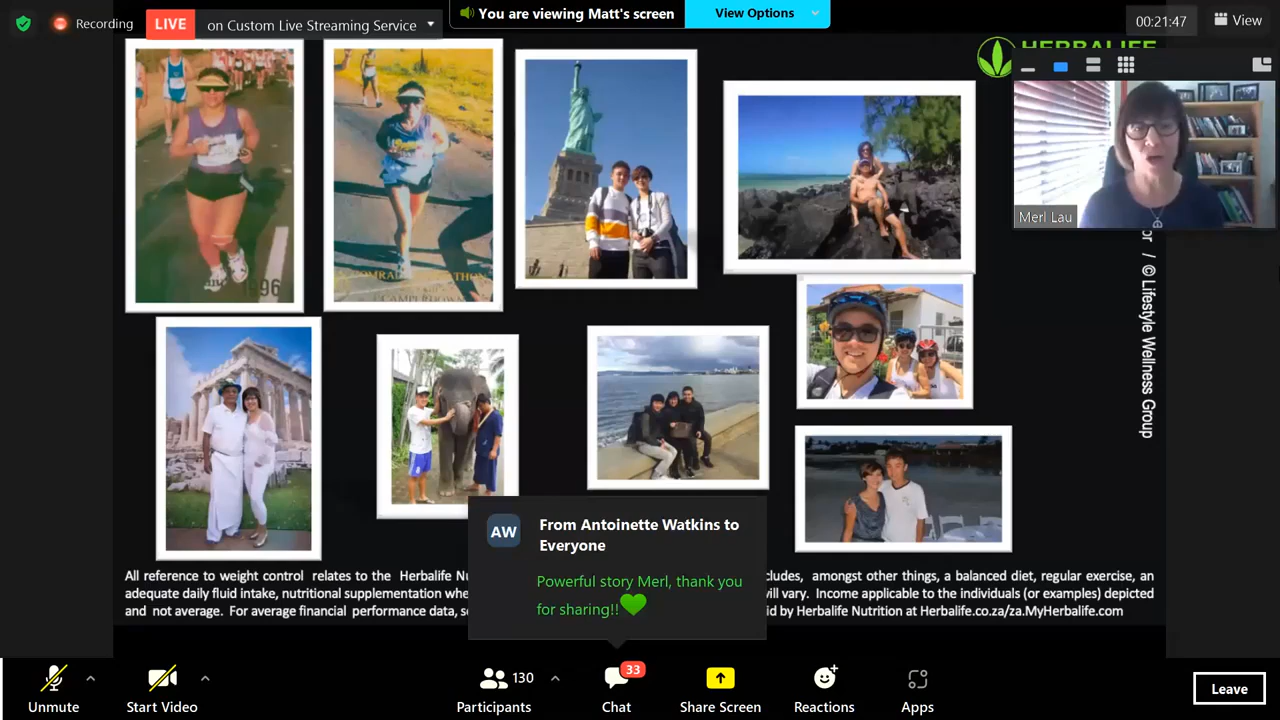 Recording
LIVE
on Custom Live Streaming Service
You are viewing Matt's screen
View Options
00:21:47
View
HERBALIFE
Merl Lau
/ © Lifestyle Wellness Group
COMRADES MARATHON
CAMPERDOWN
All reference to weight control relates to the Herbalife
cludes, amongst other things, a balanced diet, regular exercise, an
adequate daily fluid intake, nutritional supplementation
will vary. Income applicable to the individuals (or examples) depicted
and not average. For average financial performance data,
by Herbalife Nutrition at Herbalife.co.za/za.MyHerbalife.com
AW
From Antoinette Watkins to
Everyone
Powerful story Merl, thank you
for sharing!!
Unmute
Start Video
130
Participants
33
Chat
Share Screen
Reactions
Apps
Leave